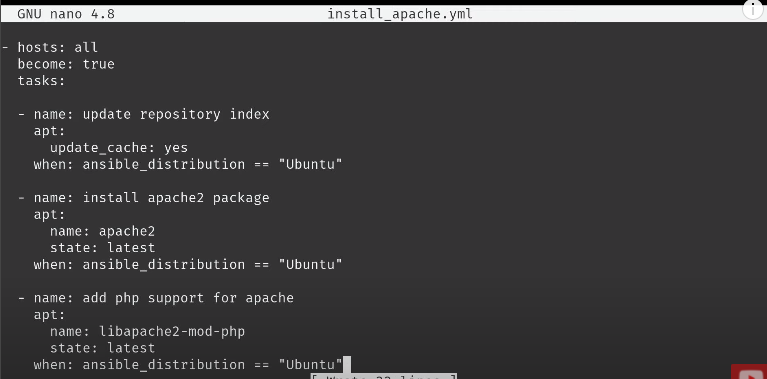 GNU nano 4.8 install_apache.yml
- hosts: all
become: true
tasks:
- name: update repository index
apt:
update_cache: yes
when: ansible_distribution == "Ubuntu"
- name: install apache2 package
apt:
name: apache2
state: latest
when: ansible_distribution == "Ubuntu"
- name: add php support for apache
apt:
name: libapache2-mod-php
state: latest
when: ansible_distribution == "Ubuntu"